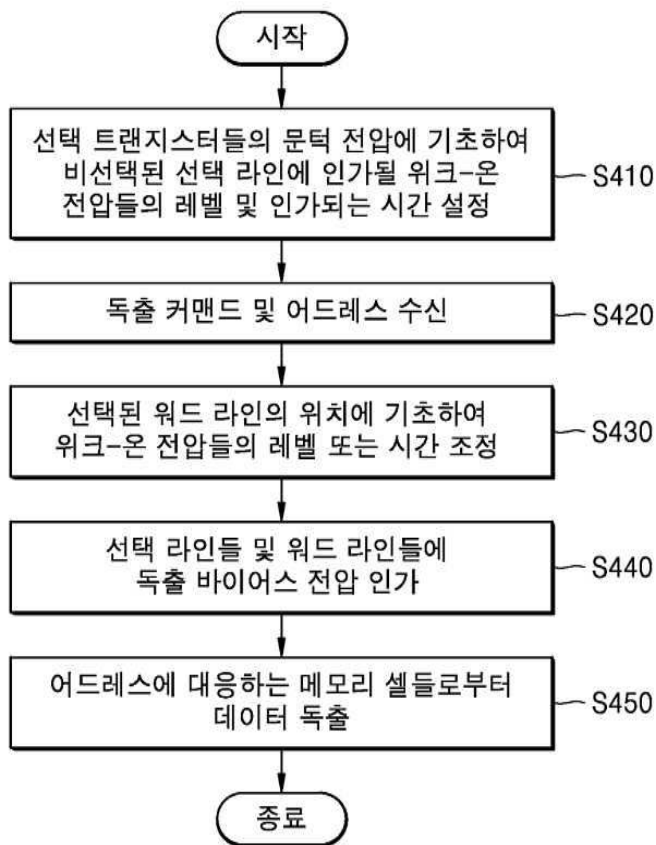 시작
선택 트랜지스터들의 문턱 전압에 기초하여
비선택된 선택 라인에 인가될 위크-온
전압들의 레벨 및 인가되는 시간 설정
S410
독출 커맨드 및 어드레스 수신
S420
선택된 워드 라인의 위치에 기초하여
위크-온 전압들의 레벨 또는 시간 조정
S430
선택 라인들 및 워드 라인들에
독출 바이어스 전압 인가
S440
어드레스에 대응하는 메모리 셀들로부터
데이터 독출
S450
종료